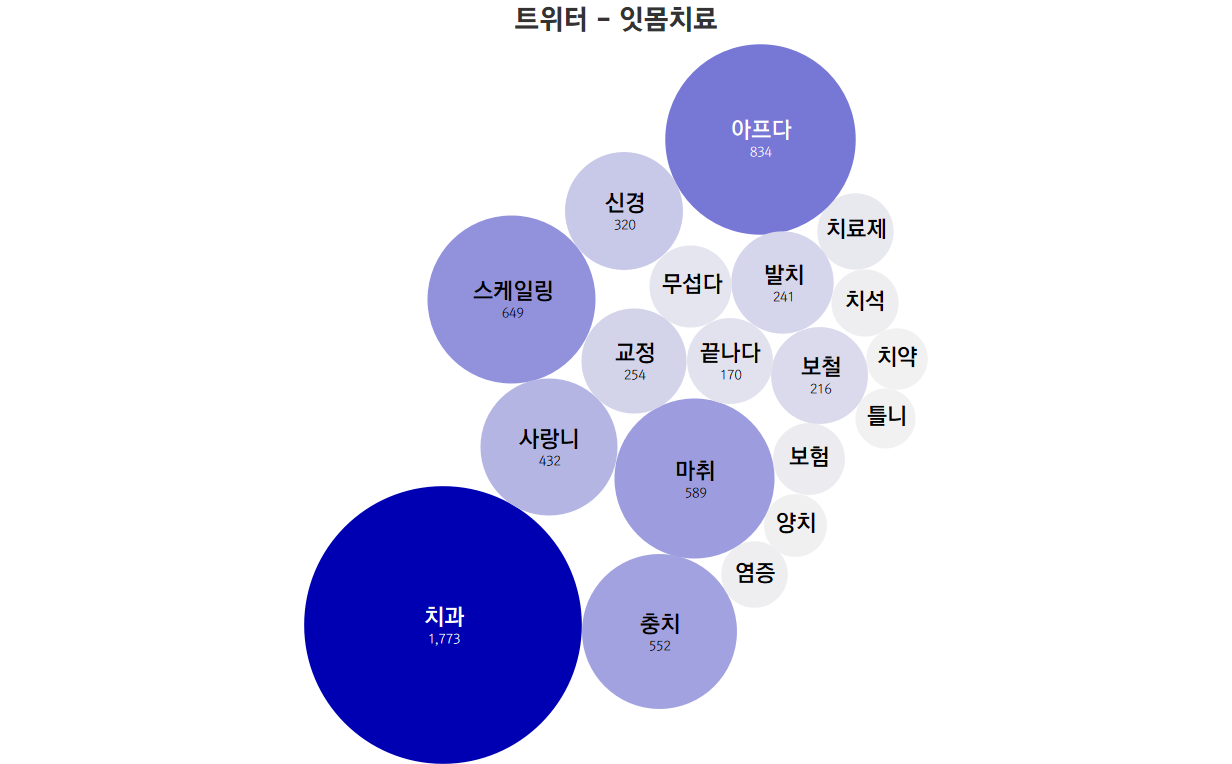 트위터 - 잇몸치료
아프다
834
신경
320
치료제
스케일링
649
무섭다
발치
241
치석
교정
254
끝나다
170
보철
216
치약
틀니
사랑니
432
마취
589
보험
양치
염증
치과
1,773
충치
552